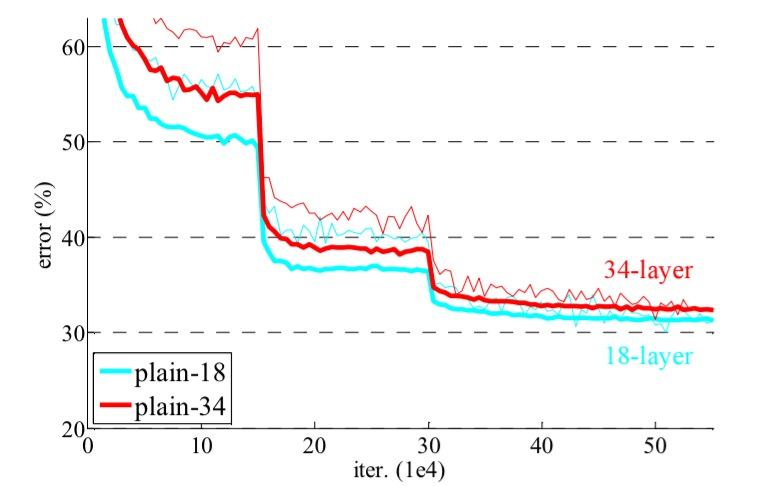 60
50
40
30
20
error (%)
34-layer
18-layer
plain-18
plain-34
0 10 20 30 40 50
iter. (1e4)